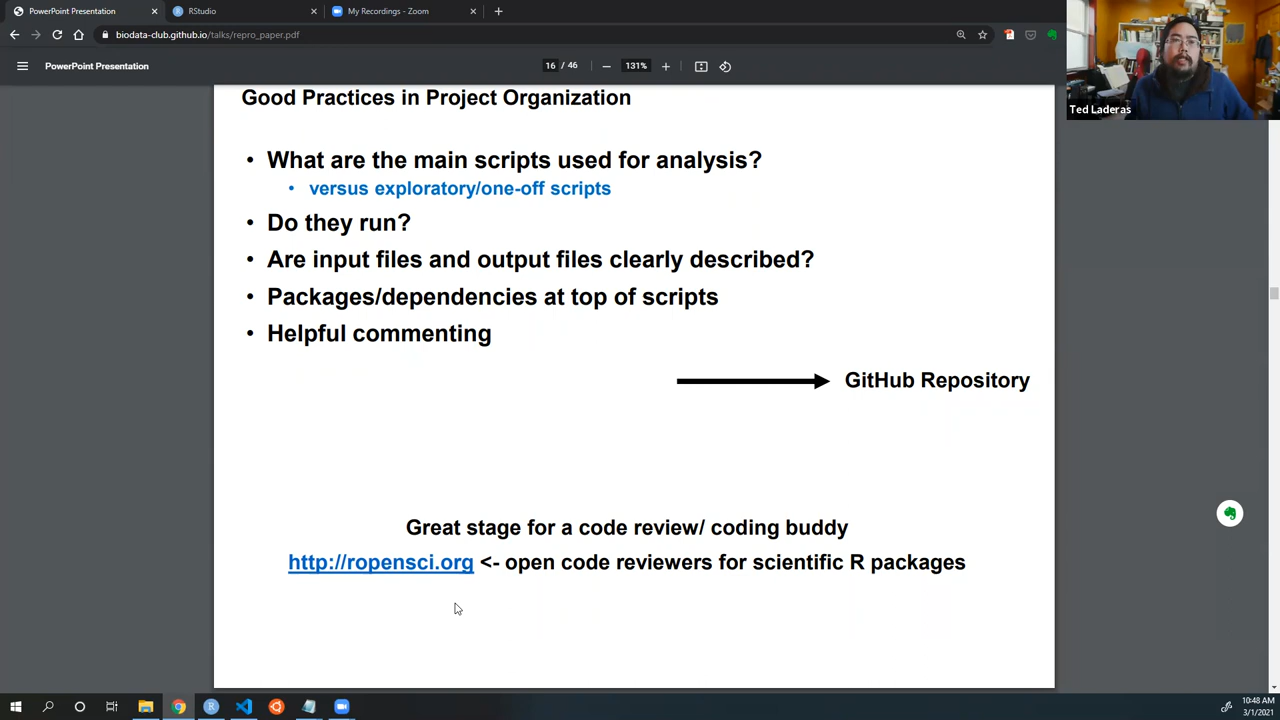 PowerPoint Presentation
RStudio
My Recordings - Zoom
biodata-club.github.io/talks/repro_paper.pdf
PowerPoint Presentation
16 / 46
131%
Ted Laderas
Good Practices in Project Organization
• What are the main scripts used for analysis?
• versus exploratory/one-off scripts
• Do they run?
• Are input files and output files clearly described?
• Packages/dependencies at top of scripts
• Helpful commenting
GitHub Repository
Great stage for a code review/ coding buddy
http://ropensci.org <- open code reviewers for scientific R packages
10:48 AM
3/1/2021